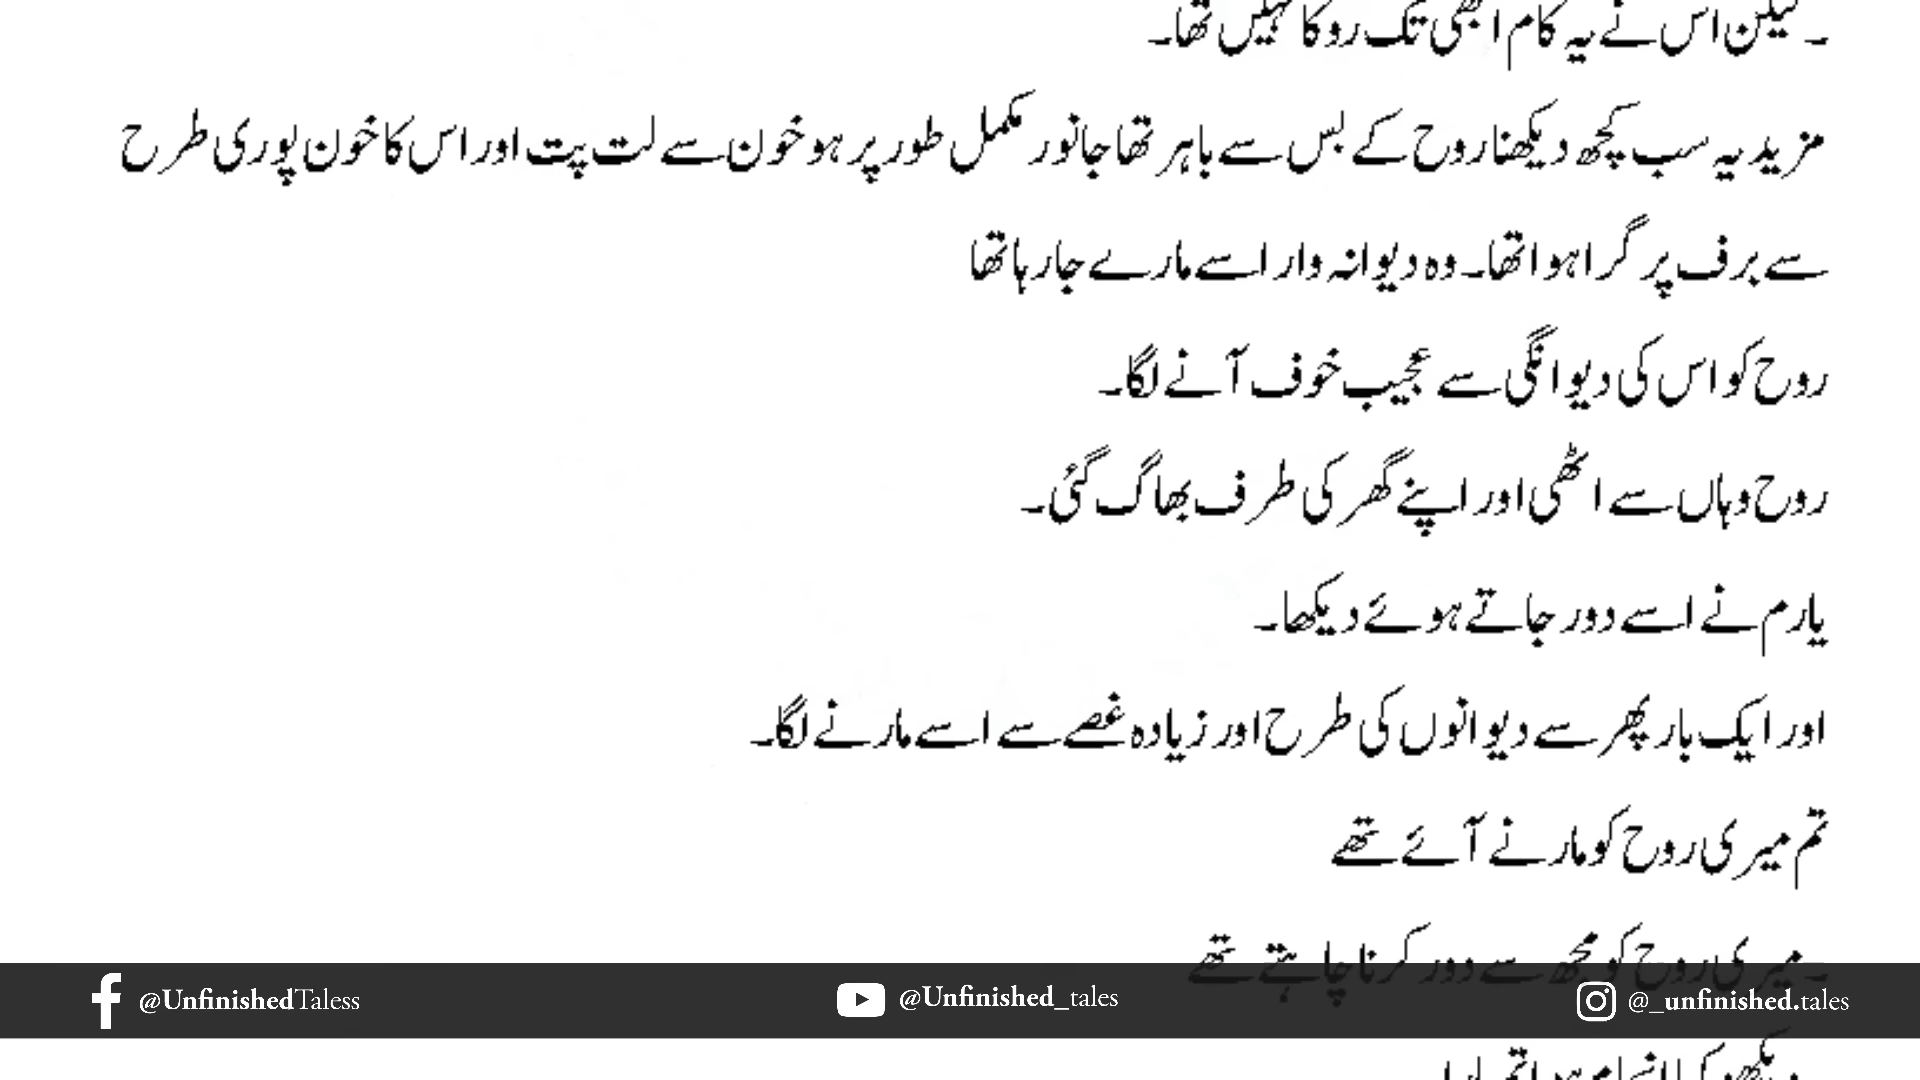 ۔ لیکن اس نے یہ کام ابھی تک روکا نہیں تھا۔
مزید یہ سب کچھ دیکھنا روح کے بس سے باہر تھا جانور مکمل طور پر ہو خون سے لت پت اور اس کا خون پوری طرح
سے برف پر گرا ہوا تھا۔ وہ دیوانہ وار اسے مارے جا رہا تھا
روح کو اس کی دیوانگی سے عجیب خوف آنے لگا۔
روح وہاں سے اٹھی اور اپنے گھر کی طرف بھاگ گئی۔
یارم نے اسے دور جاتے ہوئے دیکھا۔
اور ایک بار پھر سے دیوانوں کی طرح اور زیادہ غصے سے اسے مارنے لگا۔
تم میری روح کو مارنے آئے تھے
۔ میری روح کو مجھ سے دور کرنا چاہتے تھے
@UnfinishedTaless @Unfinished_tales @_unfinished.tales